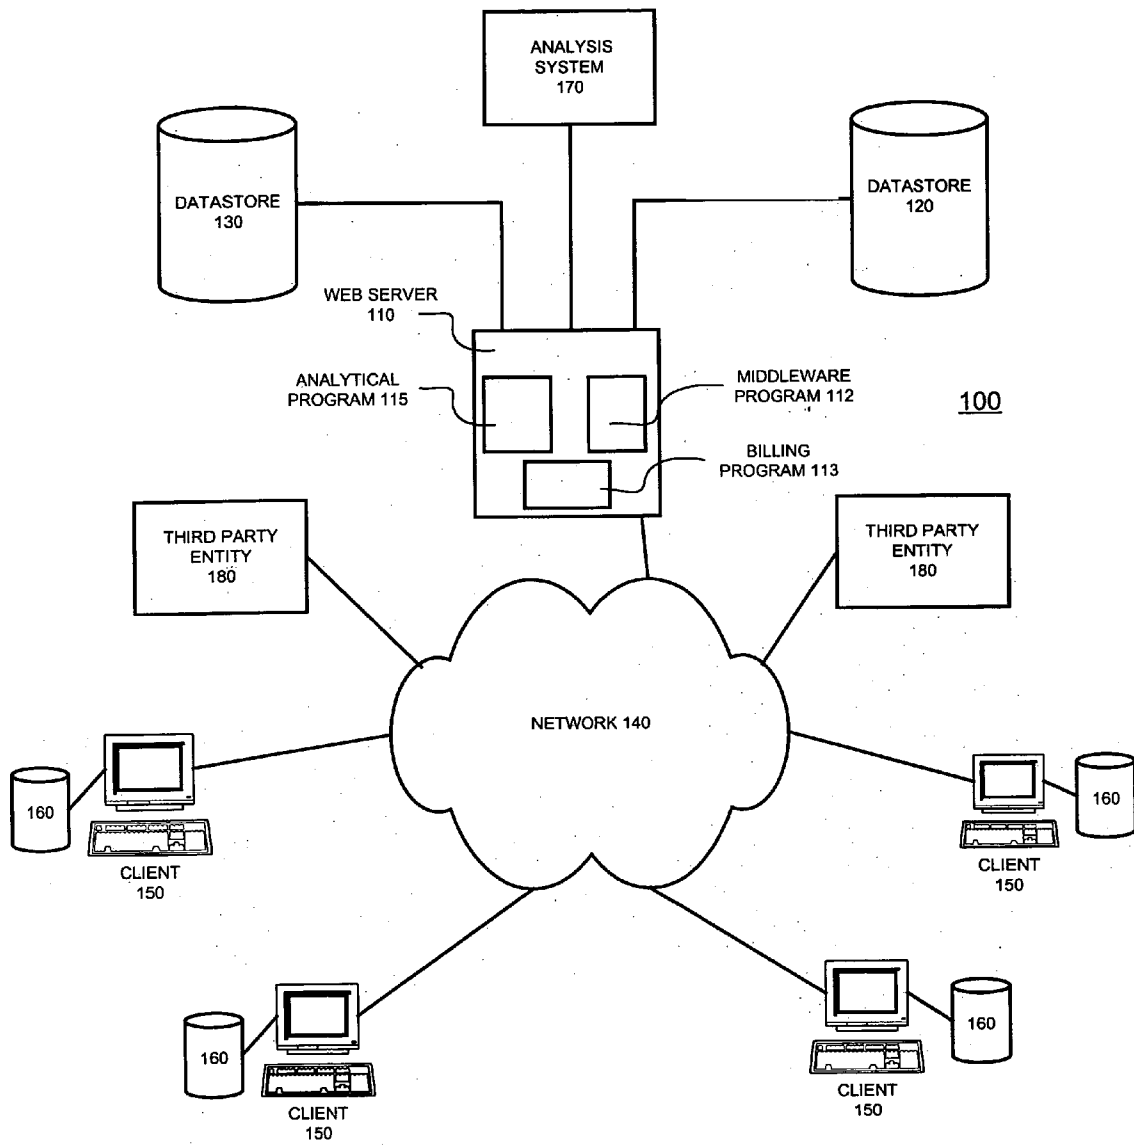 ANALYSIS
SYSTEM
170
DATASTORE
130
DATASTORE
120
WEB SERVER
110
ANALYTICAL
PROGRAM 115
MIDDLEWARE
PROGRAM 112
100
BILLING
PROGRAM 113
THIRD PARTY
ENTITY
180
THIRD PARTY
ENTITY
180
NETWORK 140
160
CLIENT
150
160
CLIENT
150
160
CLIENT
150
160
CLIENT
150